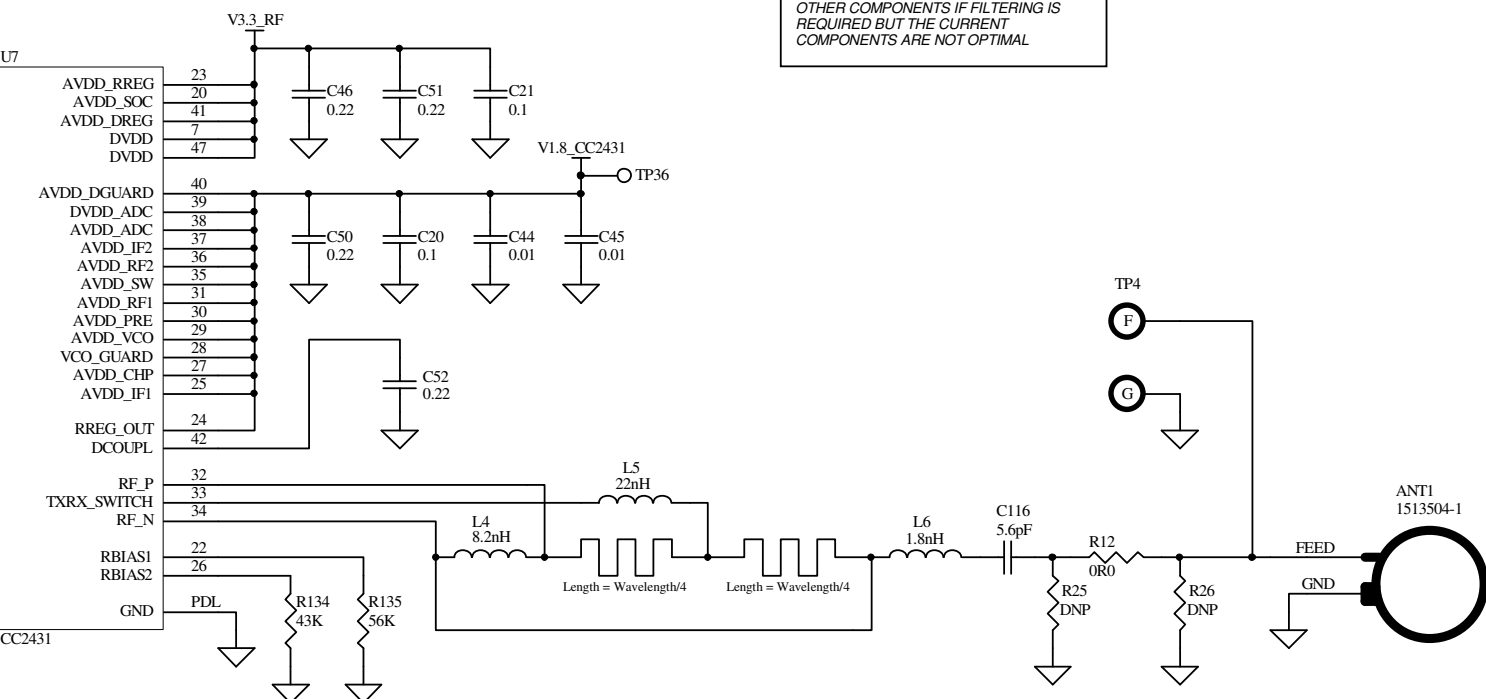 OTHER COMPONENTS IF FILTERING IS
REQUIRED BUT THE CURRENT
COMPONENTS ARE NOT OPTIMAL
V3.3_RF
U7
AVDD_RREG 23
AVDD_SOC 20
AVDD_DREG 41
DVDD 7
DVDD 47
C46
0.22
C51
0.22
C21
0.1
V1.8_CC2431
TP36
AVDD_DGUARD 40
DVDD_ADC 39
AVDD_ADC 38
AVDD_IF2 37
AVDD_RF2 36
AVDD_SW 35
AVDD_RF1 31
AVDD_PRE 30
AVDD_VCO 29
VCO_GUARD 28
AVDD_CHP 27
AVDD_IF1 25
RREG_OUT 24
DCOUPL 42
C50
0.22
C20
0.1
C44
0.01
C45
0.01
C52
0.22
TP4
F
G
RF_P 32
TXRX_SWITCH 33
RF_N 34
RBIAS1 22
RBIAS2 26
GND PDL
CC2431
L5
22nH
L4
8.2nH
Length = Wavelength/4
Length = Wavelength/4
L6
1.8nH
C116
5.6pF
R12
0R0
R25
DNP
R26
DNP
R134
43K
R135
56K
ANT1
1513504-1
FEED
GND